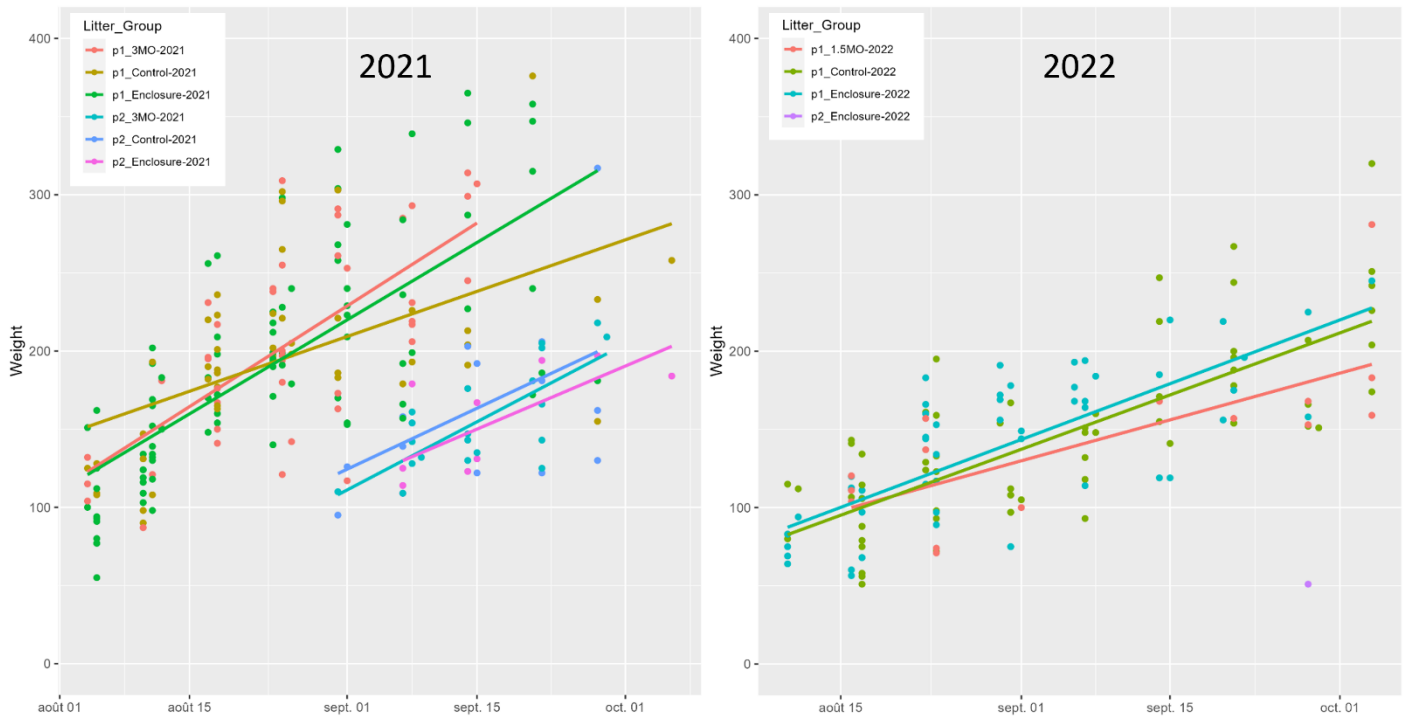 2021
Litter_Group
p1_3MO-2021
p1_Control-2021
p1_Enclosure-2021
p2_3MO-2021
p2_Control-2021
p2_Enclosure-2021
Weight
400
300
200
100
0
août 01
août 15
sept. 01
sept. 15
oct. 01
2022
Litter_Group
p1_1.5MO-2022
p1_Control-2022
p1_Enclosure-2022
p2_Enclosure-2022
Weight
400
300
200
100
0
août 15
sept. 01
sept. 15
oct. 01